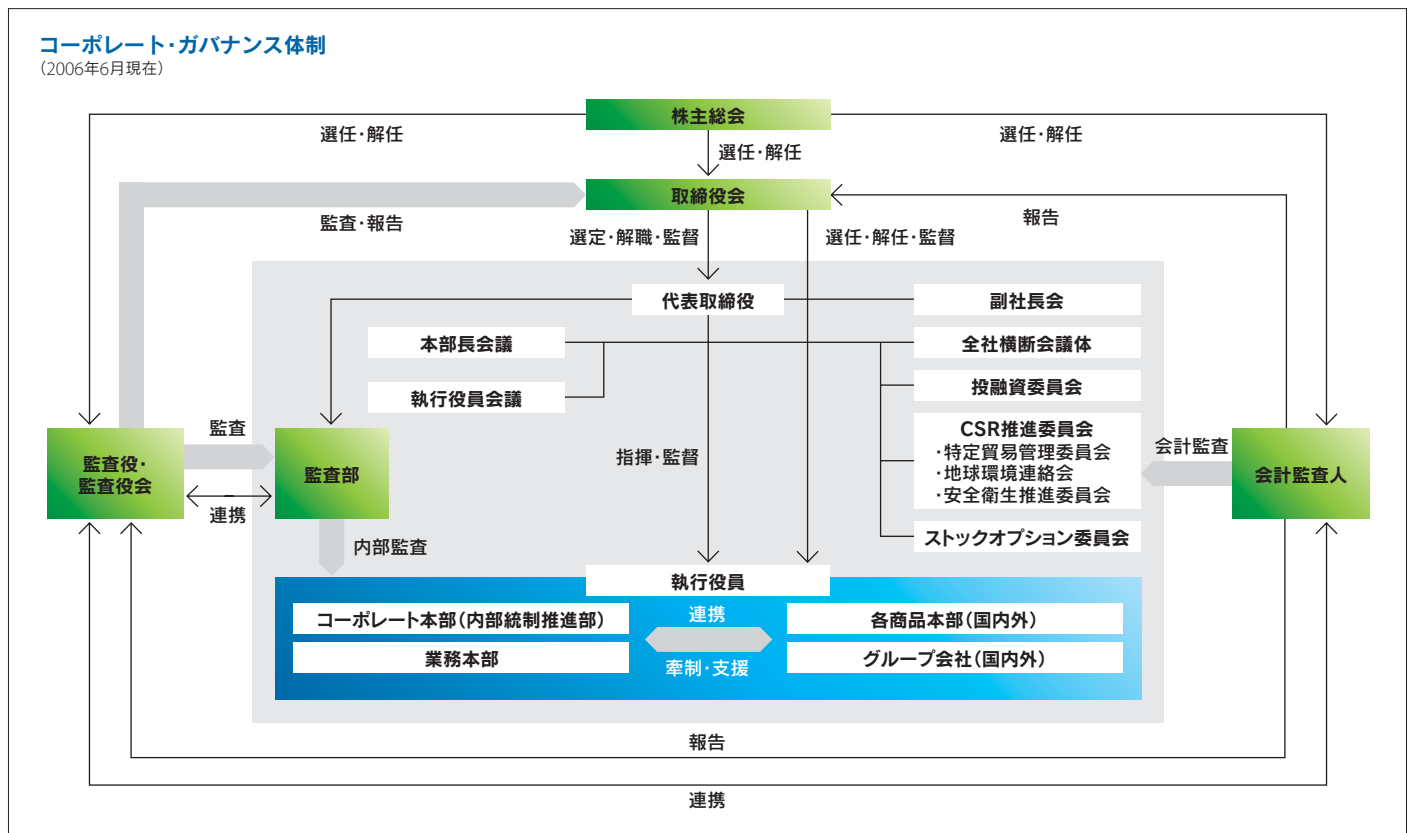 コーポレート・ガバナンス体制
（2006年6月現在）
株主総会
選任・解任
選任・解任
選任・解任
取締役会
監査・報告
報告
選定・解職・監督
選任・解任・監督
代表取締役
副社長会
本部長会議
全社横断会議体
執行役員会議
投融資委員会
CSR推進委員会
・特定貿易管理委員会
・地球環境連絡会
・安全衛生推進委員会
ストックオプション委員会
監査
監査役・
監査役会
監査部
連携
指揮・監督
会計監査
会計監査人
内部監査
執行役員
コーポレート本部（内部統制推進部）
業務本部
連携
牽制・支援
各商品本部（国内外）
グループ会社（国内外）
報告
連携